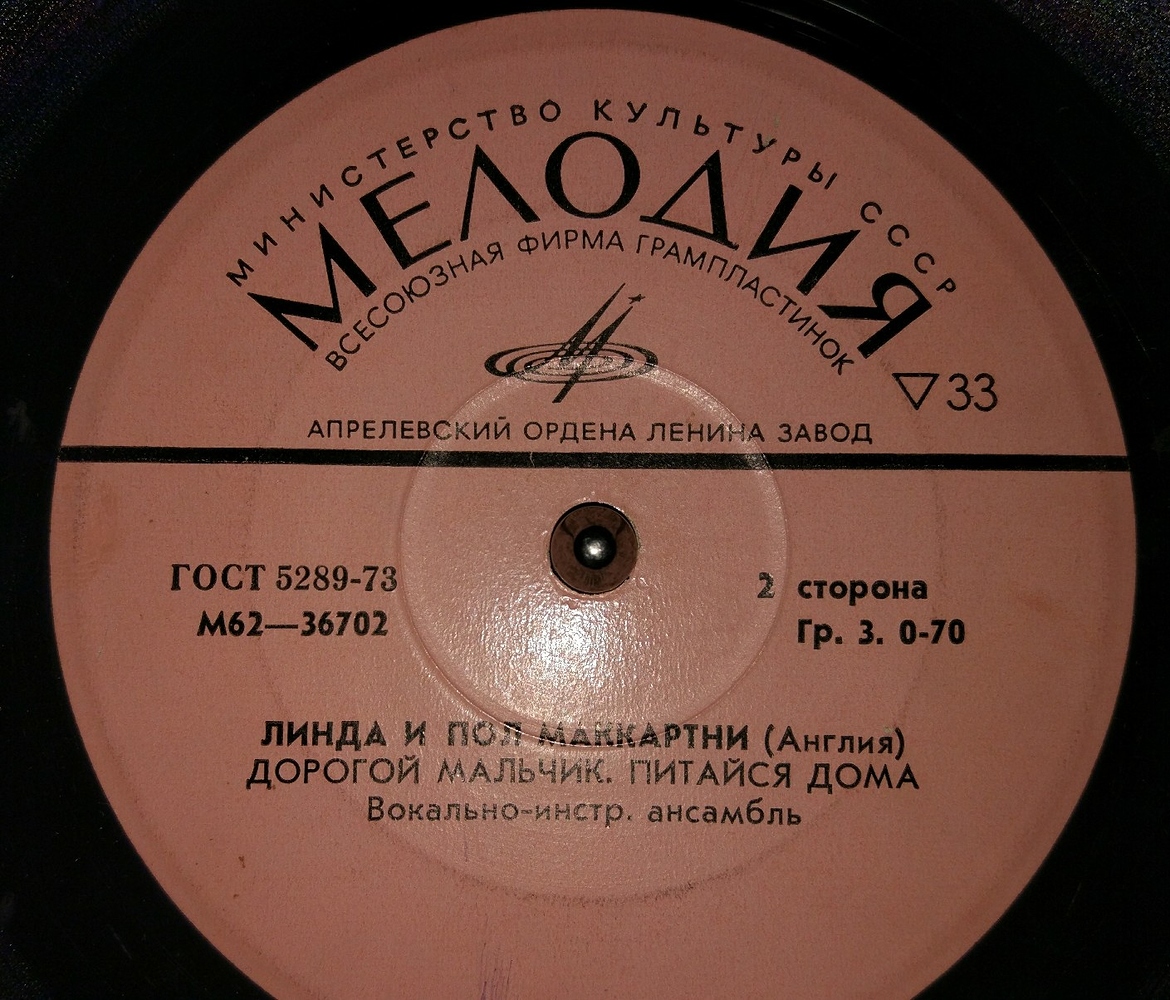 МИНИСТЕРСТВО КУЛЬТУРЫ СССР
МЕЛОДИЯ
ВСЕСОЮЗНАЯ ФИРМА ГРАМПЛАСТИНОК
33
АПРЕЛЕВСКИЙ ОРДЕНА ЛЕНИНА ЗАВОД
ГОСТ 5289-73
М62—36702
2 сторона
Гр. 3. 0-70
ЛИНДА И ПОЛ МАККАРТНИ (Англия)
ДОРОГОЙ МАЛЬЧИК. ПИТАЙСЯ ДОМА
Вокально-инстр. ансамбль